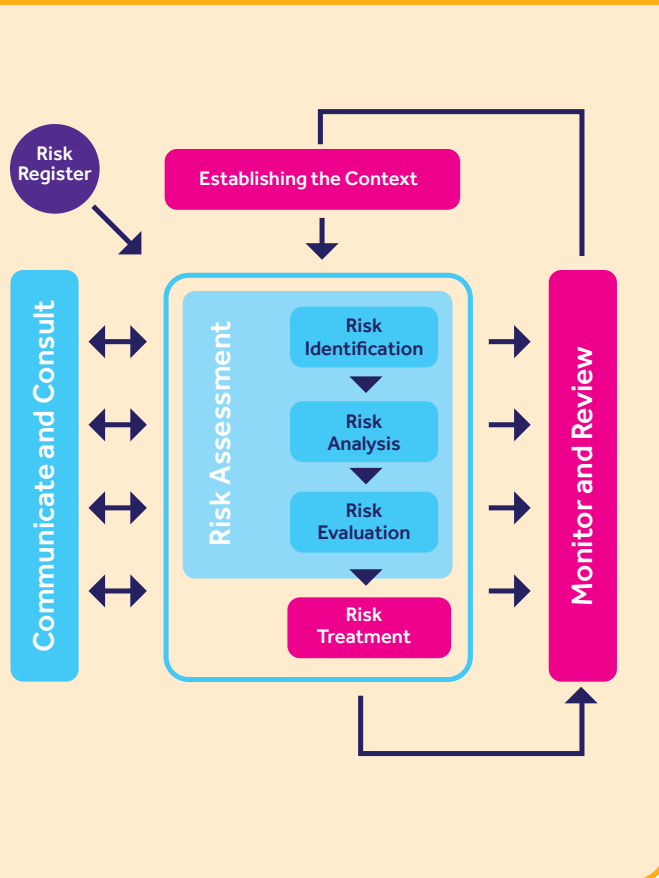 Risk
Register
Establishing the Context
Communicate and Consult
Risk Assessment
Risk
Identification
Risk
Analysis
Risk
Evaluation
Risk
Treatment
Monitor and Review